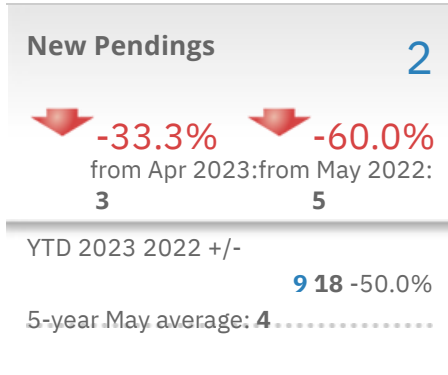 New Pendings 2
-33.3% -60.0%
from Apr 2023:from May 2022:
3 5
YTD 2023 2022 +/-
9 18 -50.0%
5-year May average: 4